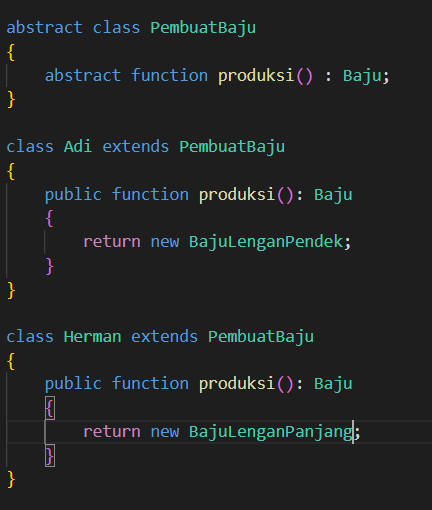 abstract class PembuatBaju
{
    abstract function produksi() : Baju;
}
class Adi extends PembuatBaju
{
    public function produksi(): Baju
    {
        return new BajuLenganPendek;
    }
}
class Herman extends PembuatBaju
{
    public function produksi(): Baju
    {
        return new BajuLenganPanjang;
    }
}